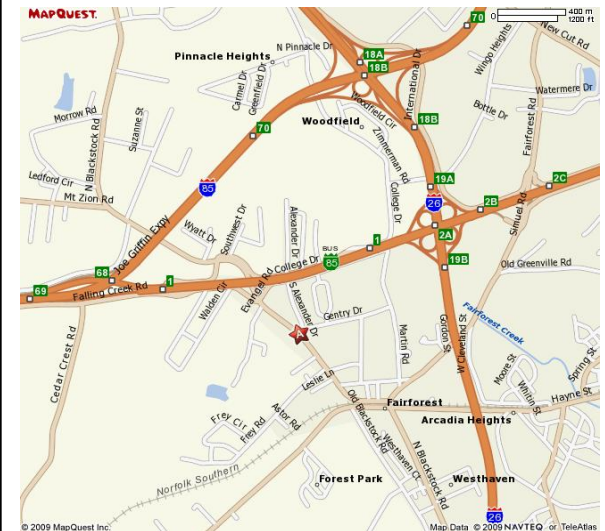 MAPQUEST.
0 400 m
1200 ft
70
New Cut Rd
N Pinnacle Dr
18A
Pinnacle Heights
18B
International Dr
Wingo Heights
Watermere Dr
Carmel Dr
Greenfield Dr
Woodfield Cir
Bottle Dr
Fairforest Rd
Morrow Rd
Suzanne St
Woodfield
18B
70
Zimmerman Rd
N Blackstock Rd
Ledford Cir
19A
2C
85
College Dr
26
2B
Mt Zion Rd
Simuel Rd
Joe Griffin Expy
Wyatt Dr
Southwest Dr
Alexander Dr
2A
BUS
85
1
College Dr
19B
Old Greenville Rd
68
1
69
Falling Creek Rd
Walden Cir
Evangel Rd
S Alexander Dr
Gentry Dr
Fairforest Creek
A
Gordon St
W Cleveland St
Martin Rd
Cedar Crest Rd
Moore St
Spring St
Leslie Ln
Whitin St
Old Blackstock Rd
Hayne St
Fairforest
Frey Cir
Frey Rd
Astor Rd
Arcadia Heights
Westhaven Ct
N Blackstock Rd
Norfolk Southern
Forest Park
Westhaven
26
© 2009 MapQuest Inc.
Map Data © 2009 NAVTEQ or TeleAtlas